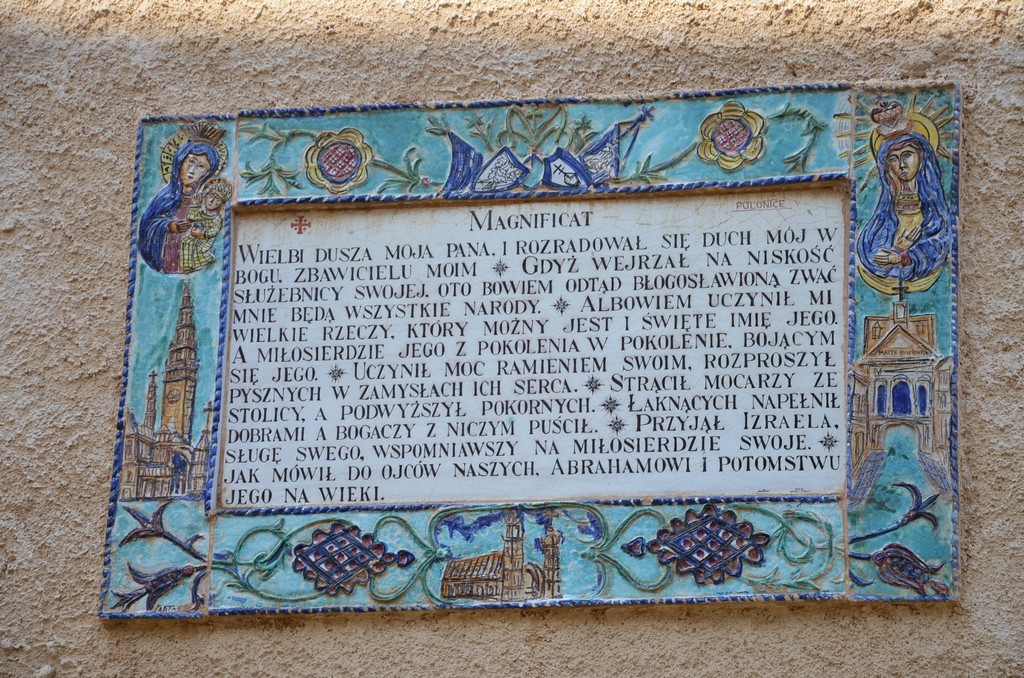 Magnificat
POLONICE
Wielbi dusza moja Pana, i rozradował się duch mój w
Bogu, Zbawicielu moim ✴ Gdyż wejrzał na niskość
służebnicy swojej. Oto bowiem odtąd błogosławioną zwać
mnie będą wszystkie narody. ✴ Albowiem uczynił mi
wielkie rzeczy, który możny jest i święte imię jego.
A miłosierdzie jego z pokolenia w pokolenie, bojącym
się jego. ✴ Uczynił moc ramieniem swoim, rozproszył
pysznych w zamysłach ich serca. ✴ Strącił mocarzy ze
stolicy, a podwyższył pokornych. ✴ Łaknących napełnił
dobrami a bogaczy z niczym puścił. ✴ Przyjął Izraela,
sługę swego, wspomniawszy na miłosierdzie swoje. ✴
jak mówił do ojców naszych, Abrahamowi i potomstwu
jego na wieki.